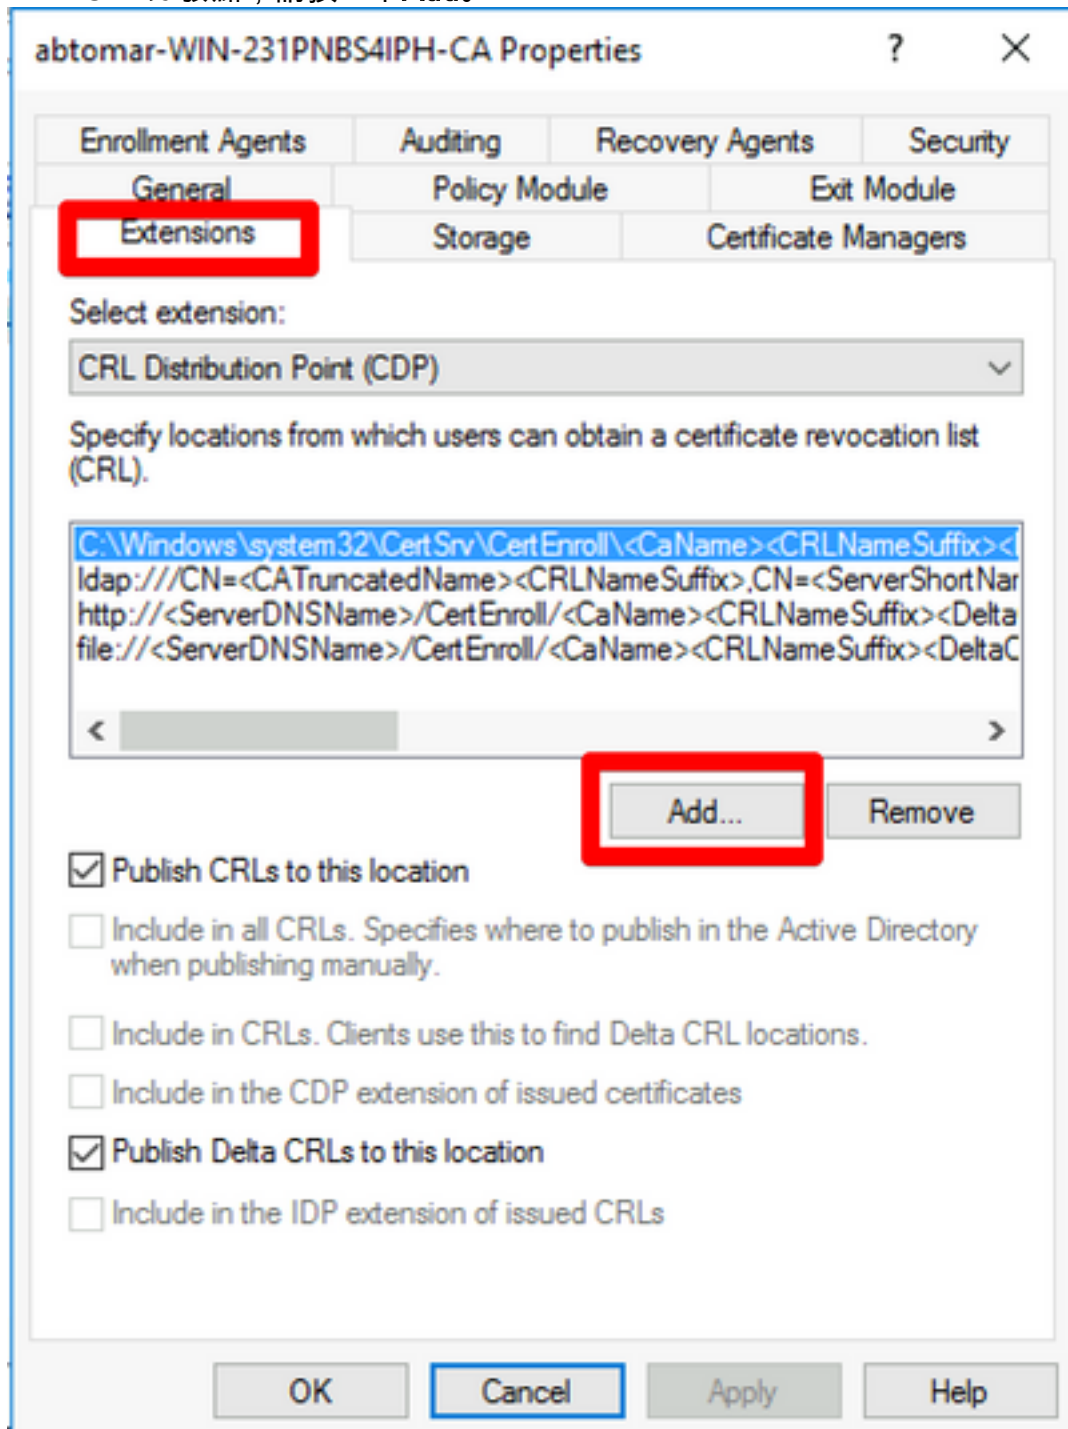 abtomar-WIN-231PNBS4IPH-CA Properties ? ×
Enrollment Agents Auditing Recovery Agents Security
General Policy Module Exit Module
Extensions Storage Certificate Managers
Select extension:
CRL Distribution Point (CDP)
Specify locations from which users can obtain a certificate revocation list
(CRL).
C:\Windows\system32\CertSrv\CertEnroll\<CaName><CRLNameSuffix><
ldap:///CN=<CATruncatedName><CRLNameSuffix>,CN=<ServerShortNar
http://<ServerDNSName>/CertEnroll/<CaName><CRLNameSuffix><Delta
file://<ServerDNSName>/CertEnroll/<CaName><CRLNameSuffix><DeltaC
Add... Remove
Publish CRLs to this location
Include in all CRLs. Specifies where to publish in the Active Directory
when publishing manually.
Include in CRLs. Clients use this to find Delta CRL locations.
Include in the CDP extension of issued certificates
Publish Delta CRLs to this location
Include in the IDP extension of issued CRLs
OK Cancel Apply Help